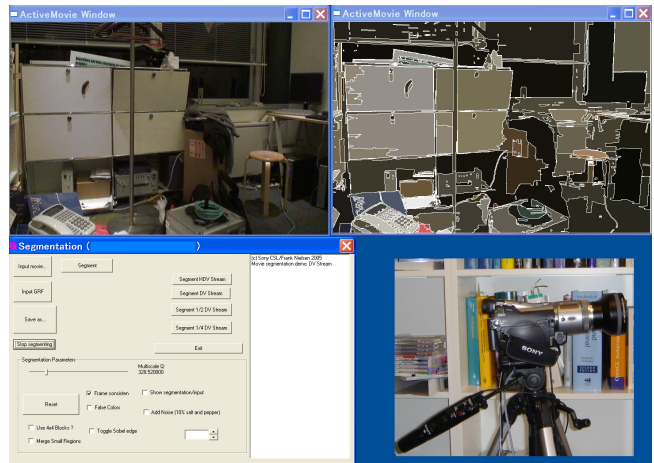 ActiveMovie Window
ActiveMovie Window
Segmentation ( )
Input movie...
Segment
Input GRF
Save as...
Stop segmenting
Segment HDV Stream
Segment DV Stream
Segment 1/2 DV Stream
Segment 1/4 DV Stream
Exit
(c) Sony CSL/Frank Nielsen 2005
Movie segmentation demo: DV Stream
Segmentation Parameters
Multiscale Q:
328.520800
Reset
Frame consisten
Show segmentation/input
False Colors
Add Noise (10% salt and pepper)
Use 4x4 Blocks ?
Toggle Sobel edge
Merge Small Regions
SONY